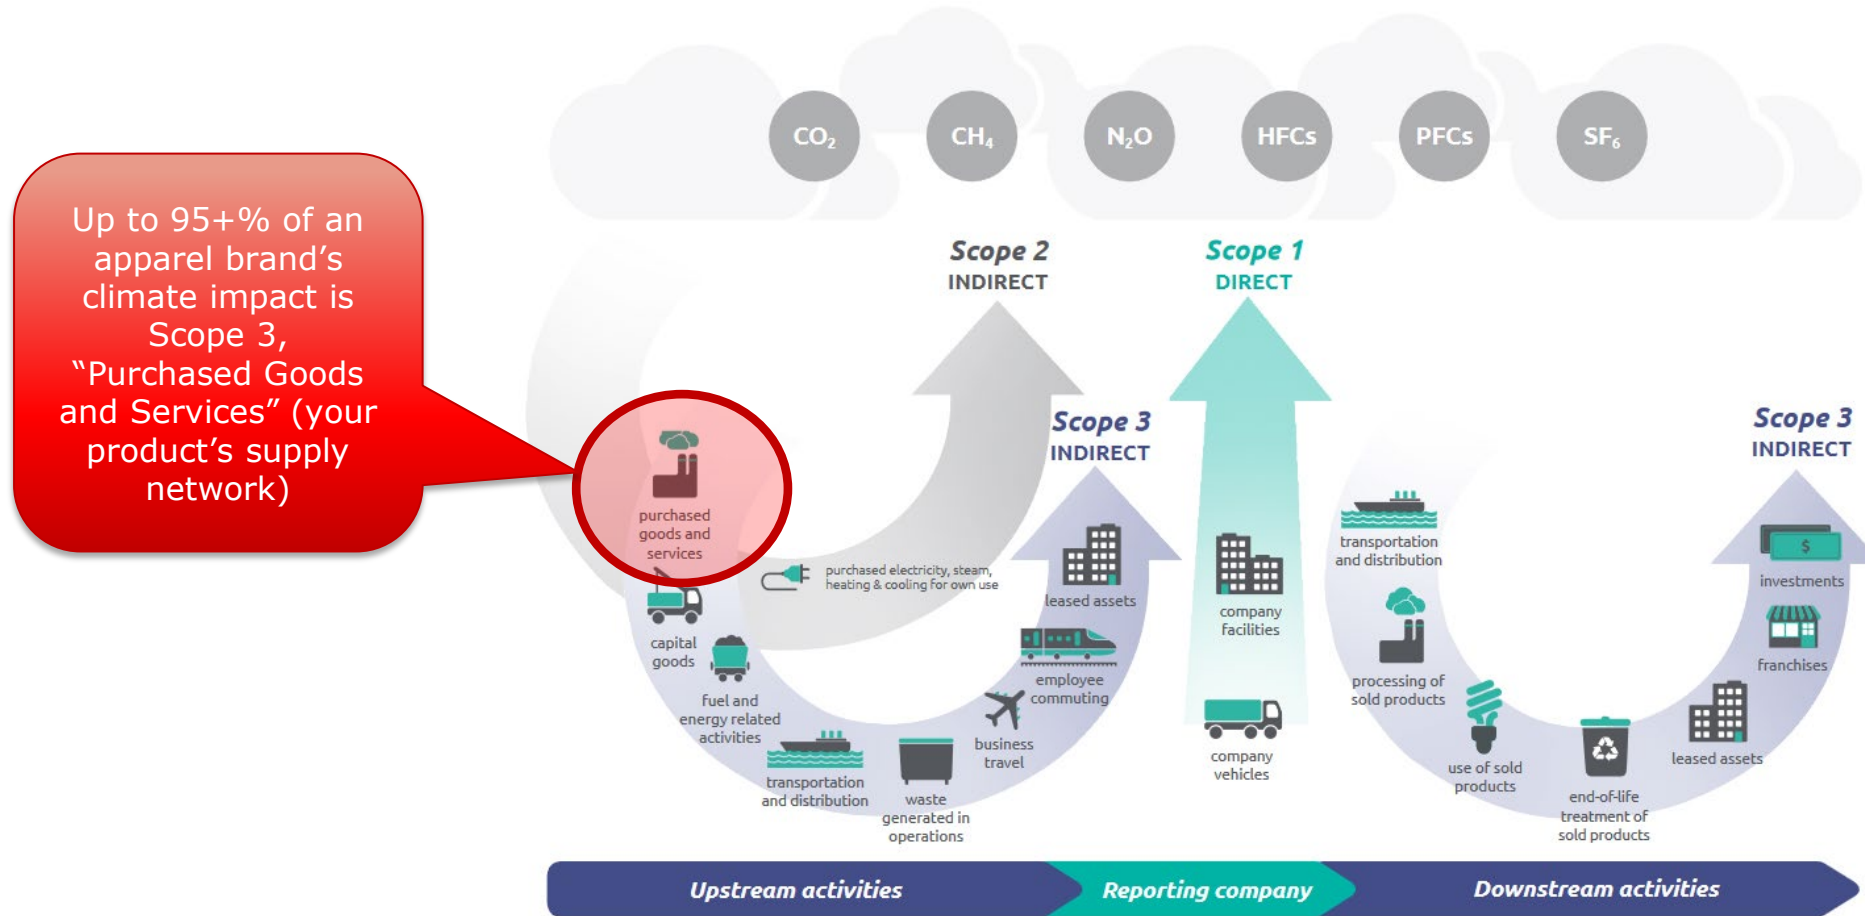 CO₂
CH₄
N₂O
HFCs
PFCs
SF₆
Up to 95+% of an
apparel brand’s
climate impact is
Scope 3,
“Purchased Goods
and Services” (your
product’s supply
network)
Scope 2
INDIRECT
Scope 1
DIRECT
Scope 3
INDIRECT
Scope 3
INDIRECT
purchased
goods and
services
purchased electricity, steam,
heating & cooling for own use
capital
goods
fuel and
energy related
activities
transportation
and distribution
waste
generated in
operations
business
travel
employee
commuting
leased assets
company
facilities
company
vehicles
transportation
and distribution
processing of
sold products
use of sold
products
end-of-life
treatment of
sold products
leased assets
franchises
$
investments
Upstream activities
Reporting company
Downstream activities